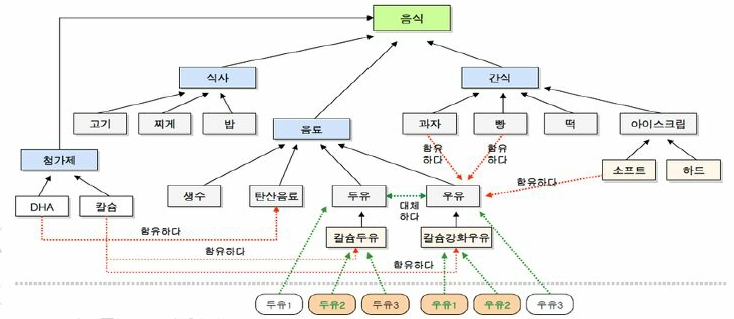 음식
식사
간식
고기
찌게
밥
음료
과자
빵
떡
아이스크림
첨가제
함유
하다
함유
하다
소프트
하드
함유하다
DHA
칼슘
생수
탄산음료
두유
우유
대체
하다
칼슘두유
칼슘강화우유
함유하다
함유하다
함유하다
두유1
두유2
두유3
우유1
우유2
우유3